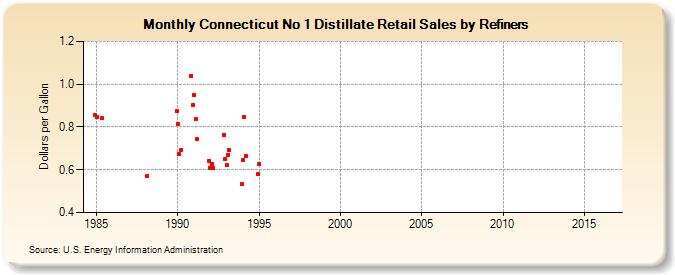 Monthly Connecticut No 1 Distillate Retail Sales by Refiners
Dollars per Gallon
1.2
1.0
0.8
0.6
0.4
1985 1990 1995 2000 2005 2010 2015
Source: U.S. Energy Information Administration